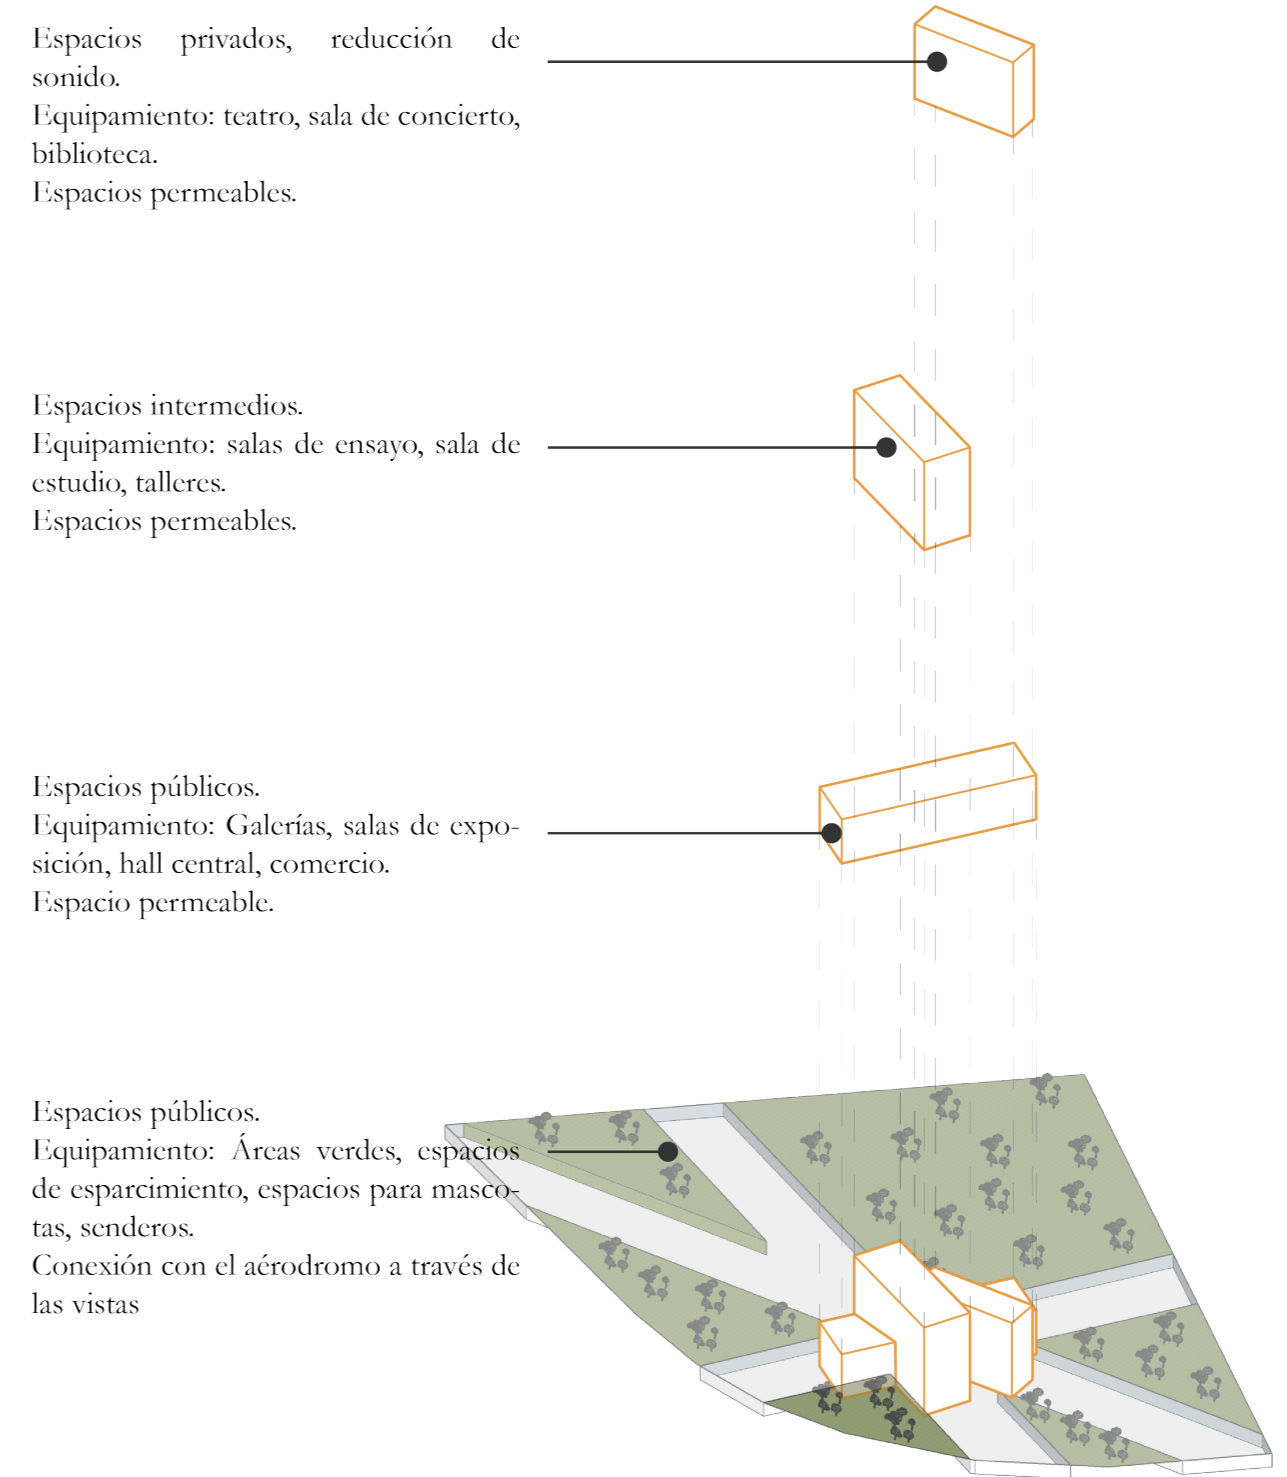 Espacios privados, reducción de
sonido.
Equipamiento: teatro, sala de concierto,
biblioteca.
Espacios permeables.
Espacios intermedios.
Equipamiento: salas de ensayo, sala de
estudio, talleres.
Espacios permeables.
Espacios públicos.
Equipamiento: Galerías, salas de expo-
sición, hall central, comercio.
Espacio permeable.
Espacios públicos.
Equipamiento: Áreas verdes, espacios
de esparcimiento, espacios para masco-
tas, senderos.
Conexión con el aérodromo a través de
las vistas